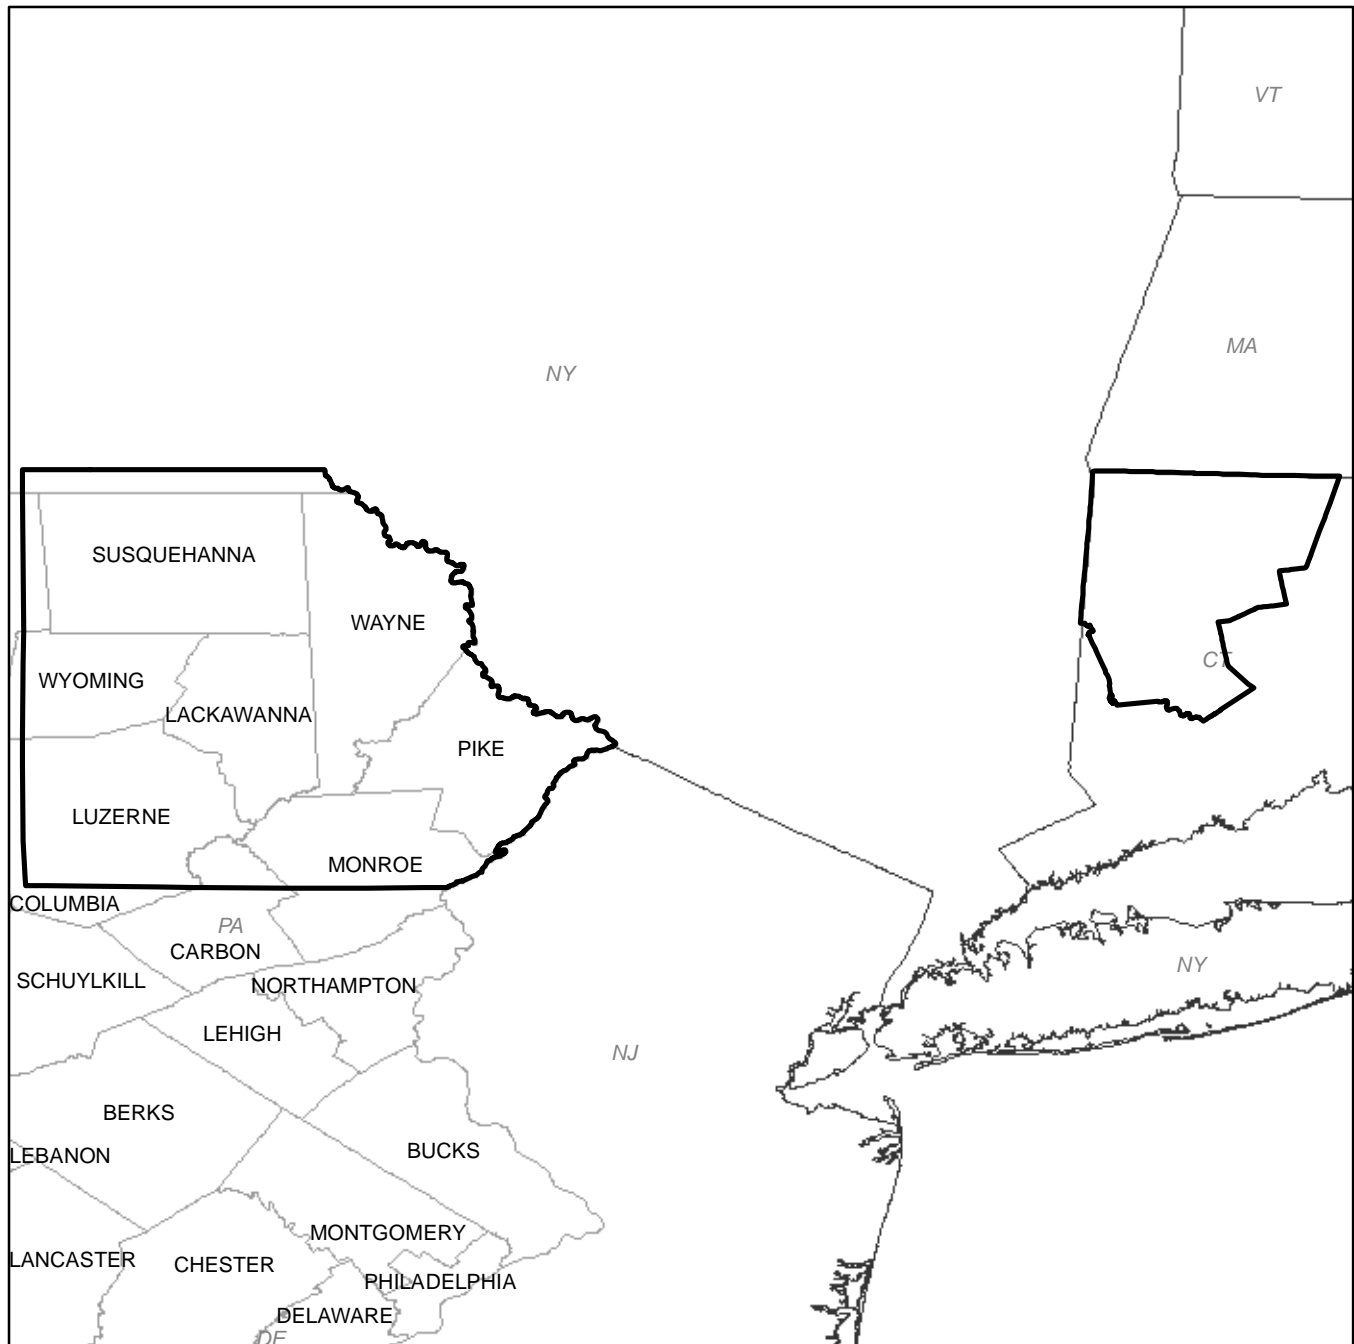 VT
MA
NY
SUSQUEHANNA
WAYNE
CT
WYOMING
LACKAWANNA
PIKE
LUZERNE
MONROE
COLUMBIA
PA
CARBON
NY
SCHUYLKILL
NORTHAMPTON
LEHIGH
NJ
BERKS
BUCKS
LEBANON
MONTGOMERY
LANCASTER
CHESTER
PHILADELPHIA
DELAWARE
DE